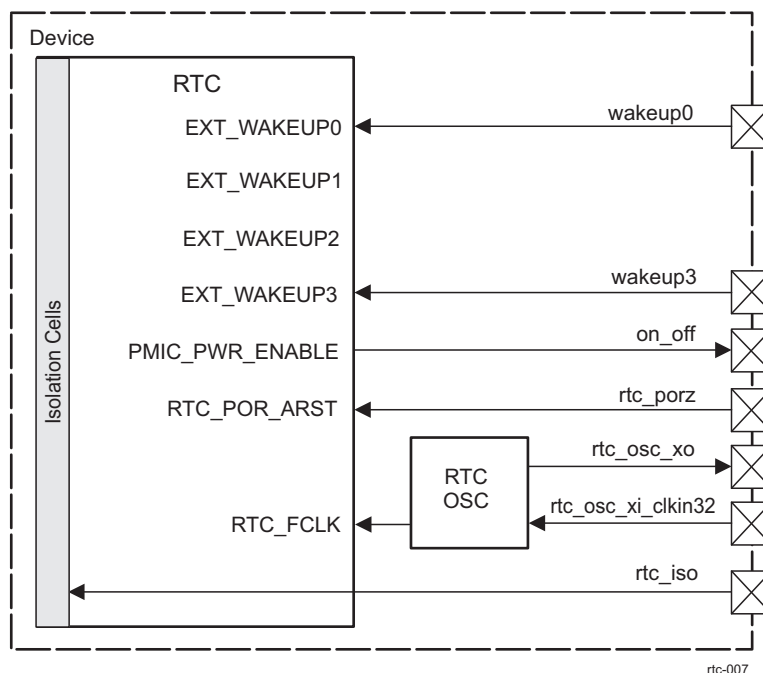 Device
RTC
EXT_WAKEUP0
wakeup0
EXT_WAKEUP1
EXT_WAKEUP2
EXT_WAKEUP3
wakeup3
PMIC_PWR_ENABLE
on_off
RTC_POR_ARST
rtc_porz
Isolation Cells
RTC
OSC
rtc_osc_xo
RTC_FCLK
rtc_osc_xi_clkin32
rtc_iso
rtc-007